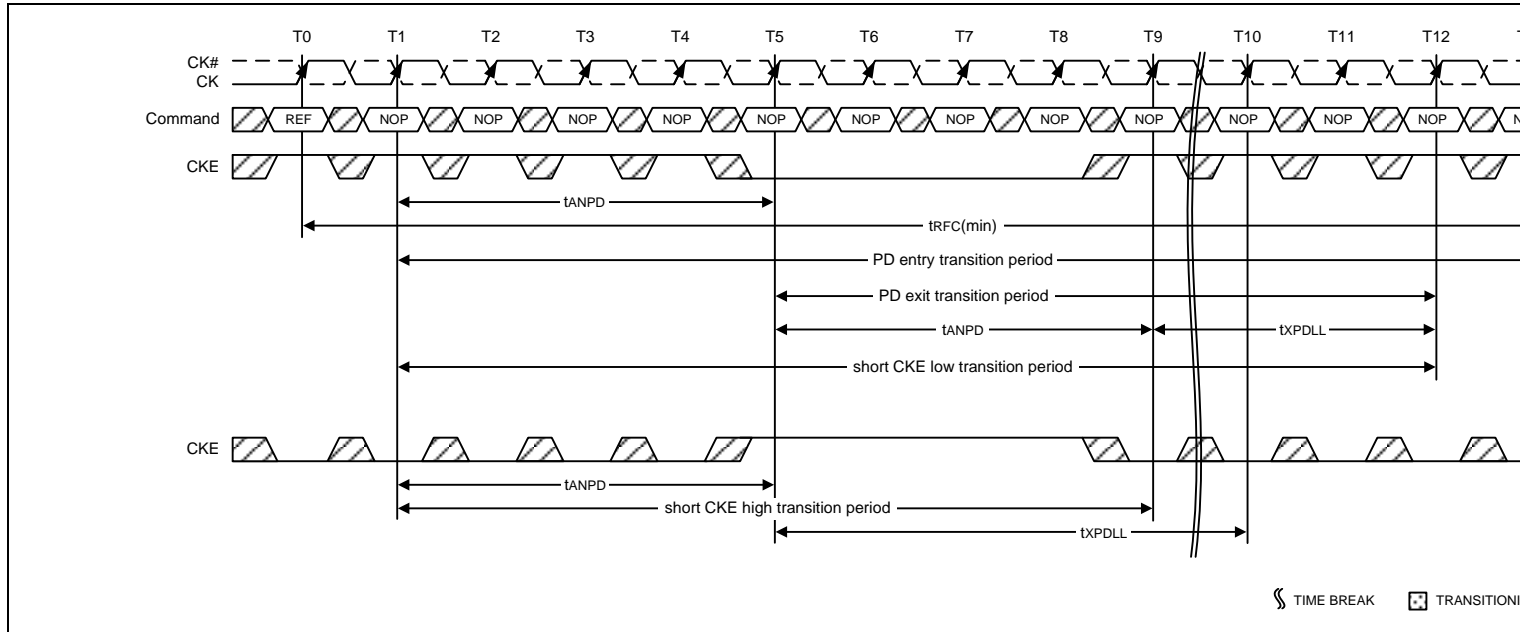 T0 T1 T2 T3 T4 T5 T6 T7 T8 T9 T10 T11 T12 T
CK#
CK
Command REF NOP NOP NOP NOP NOP NOP NOP NOP NOP NOP NOP NOP N
CKE
tANPD
tRFC(min)
PD entry transition period
PD exit transition period
tANPD tXPDLL
short CKE low transition period
CKE
tANPD
short CKE high transition period
tXPDLL
TIME BREAK TRANSITIONI